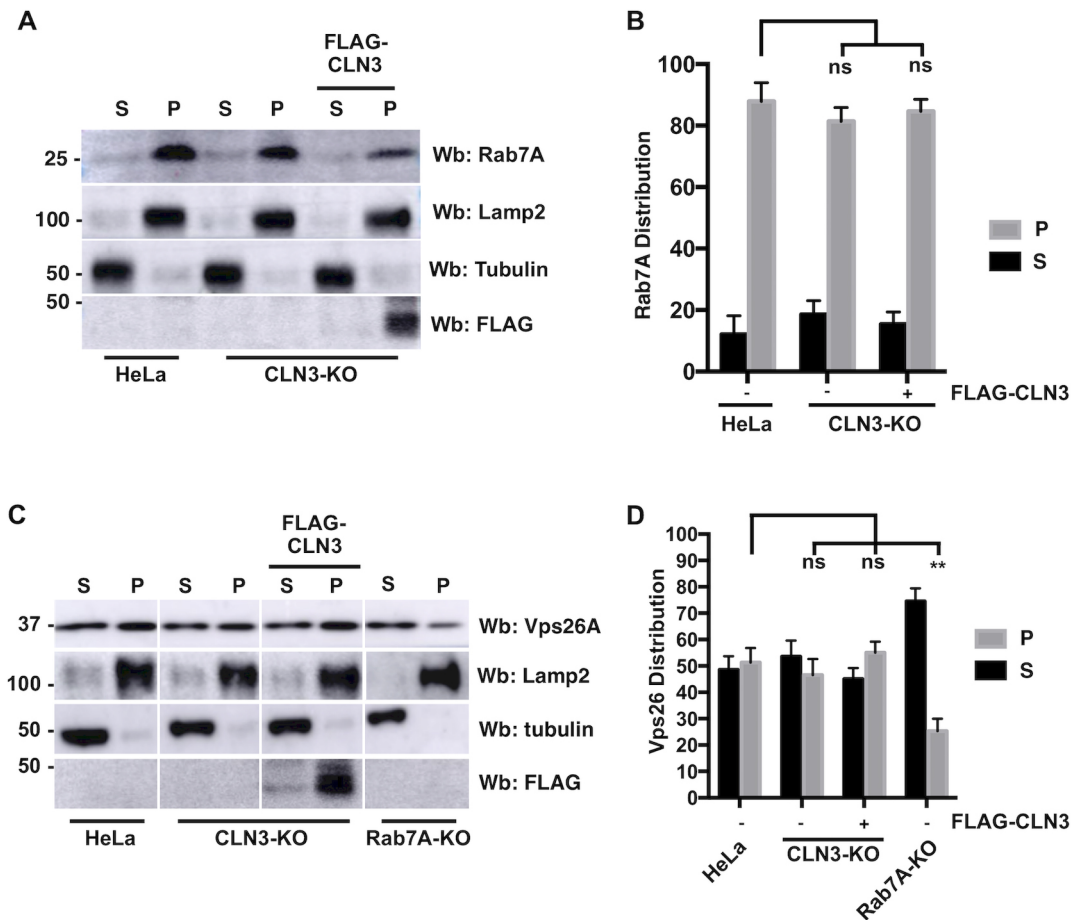 A
FLAG-
CLN3
S P S P S P
25 - Wb: Rab7A
100 - Wb: Lamp2
50 - Wb: Tubulin
50 - Wb: FLAG
HeLa CLN3-KO
B
Rab7A Distribution
100
80
60
40
20
0
ns ns
P
S
- - + FLAG-CLN3
HeLa CLN3-KO
C
FLAG-
CLN3
S P S P S P S P
37 - Wb: Vps26A
100 - Wb: Lamp2
50 - Wb: tubulin
50 - Wb: FLAG
HeLa CLN3-KO Rab7A-KO
D
Vps26 Distribution
100
90
80
70
60
50
40
30
20
10
0
ns ns **
P
S
- - + - FLAG-CLN3
HeLa CLN3-KO Rab7A-KO